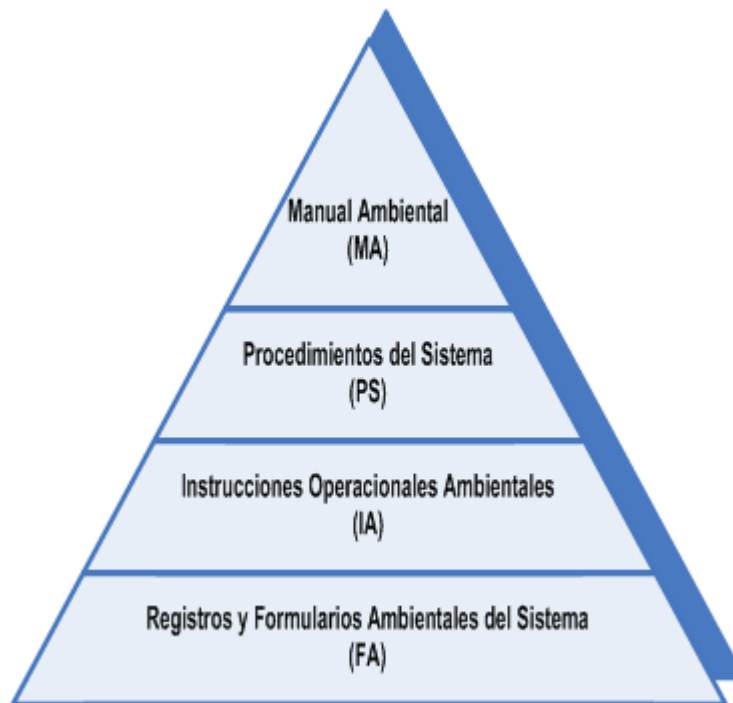 Manual Ambiental
(MA)
Procedimientos del Sistema
(PS)
Instrucciones Operacionales Ambientales
(IA)
Registros y Formularios Ambientales del Sistema
(FA)